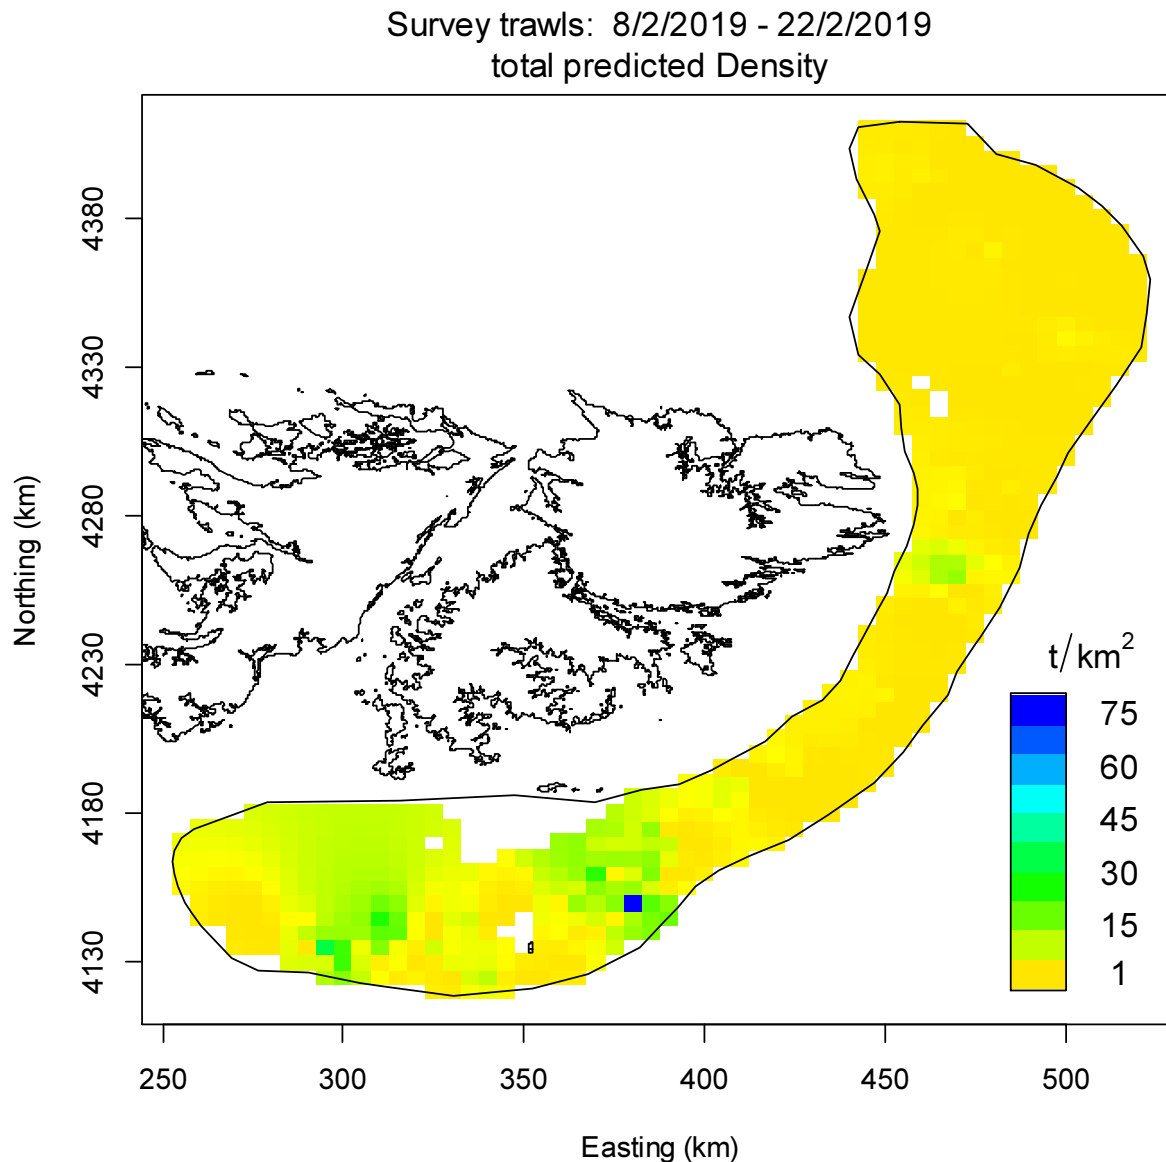 Survey trawls:  8/2/2019 - 22/2/2019
total predicted Density
Northing (km)
4380
4330
4280
4230
4180
4130
t/km²
75
60
45
30
15
1
250 300 350 400 450 500
Easting (km)